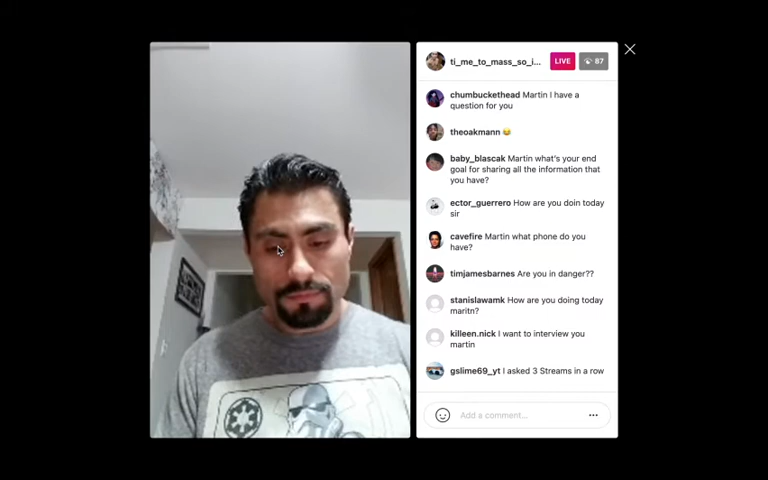 ti_me_to_mass_so_i... LIVE 87
chumbuckethead Martin I have a
question for you
theoakmann 😂
baby_blascak Martin what's your end
goal for sharing all the information that
you have?
ector_guerrero How are you doin today
sir
cavefire Martin what phone do you
have?
timjamesbarnes Are you in danger??
stanislawamk How are you doing today
maritn?
killeen.nick I want to interview you
martin
gslime69_yt I asked 3 Streams in a row
Add a comment...